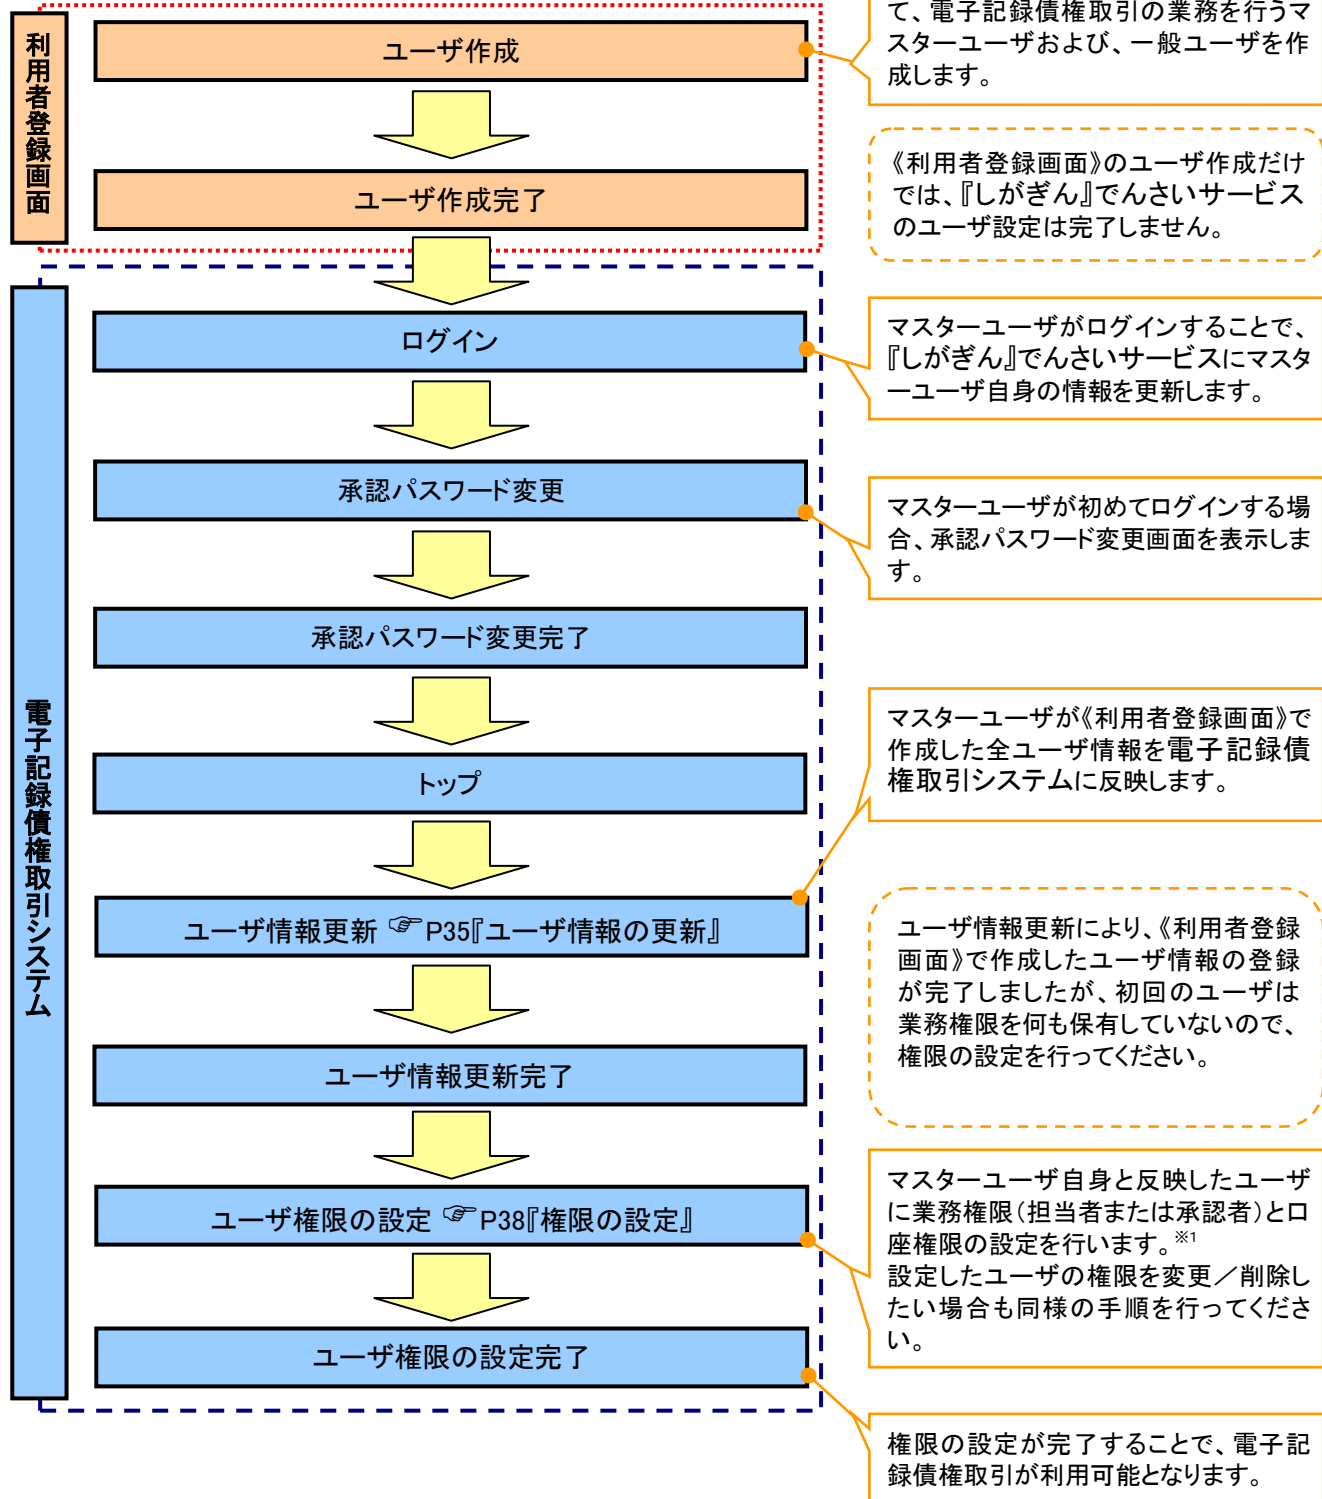 利用者登録画面
ユーザ作成
て、電子記録債権取引の業務を行うマ
スターユーザおよび、一般ユーザを作
成します。
《利用者登録画面》のユーザ作成だけ
では、『しがぎん』でんさいサービス
のユーザ設定は完了しません。
ユーザ作成完了
電子記録債権取引システム
ログイン
マスターユーザがログインすることで、
『しがぎん』でんさいサービスにマスタ
ーユーザ自身の情報を更新します。
承認パスワード変更
マスターユーザが初めてログインする場
合、承認パスワード変更画面を表示しま
す。
承認パスワード変更完了
マスターユーザが《利用者登録画面》で
作成した全ユーザ情報を電子記録債
権取引システムに反映します。
トップ
ユーザ情報更新 ☞P35『ユーザ情報の更新』
ユーザ情報更新により、《利用者登録
画面》で作成したユーザ情報の登録
が完了しましたが、初回のユーザは
業務権限を何も保有していないので、
権限の設定を行ってください。
ユーザ情報更新完了
ユーザ権限の設定 ☞P38『権限の設定』
マスターユーザ自身と反映したユーザ
に業務権限（担当者または承認者）と口
座権限の設定を行います。※1
設定したユーザの権限を変更／削除し
たい場合も同様の手順を行ってくださ
い。
ユーザ権限の設定完了
権限の設定が完了することで、電子記
録債権取引が利用可能となります。